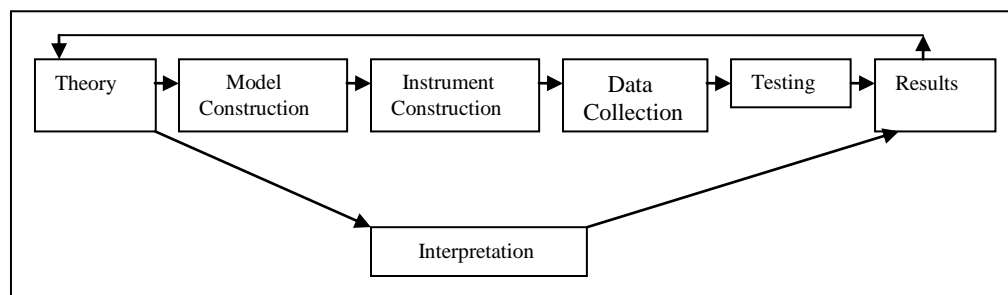 Theory
Model
Construction
Instrument
Construction
Data
Collection
Testing
Results
Interpretation